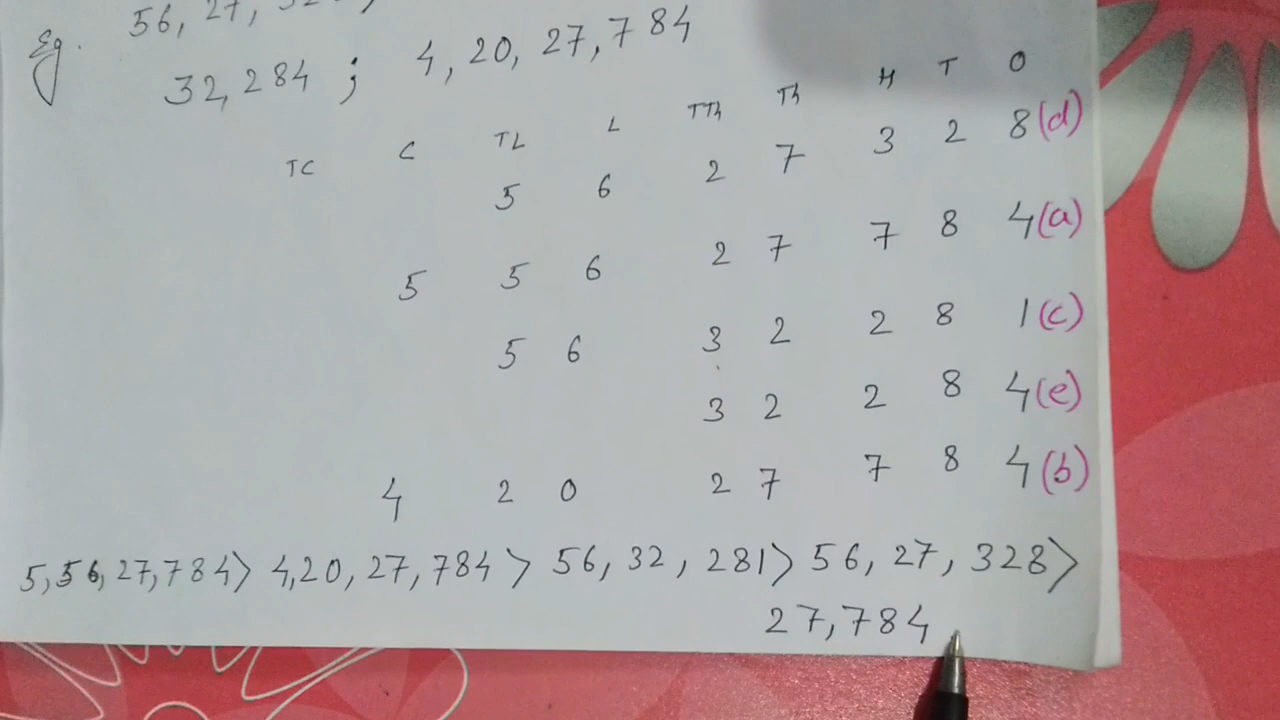 Eg. 56, 27,
32,284 ; 4,20,27,784
TC C TL L TTh Th H T O
5 6 2 7 3 2 8 (d)
5 5 6 2 7 7 8 4 (a)
5 6 3 2 2 8 1 (c)
3 2 2 8 4 (e)
4 2 0 2 7 7 8 4 (b)
5,56,27,784> 4,20,27,784 > 56,32,281> 56,27,328>
27,784